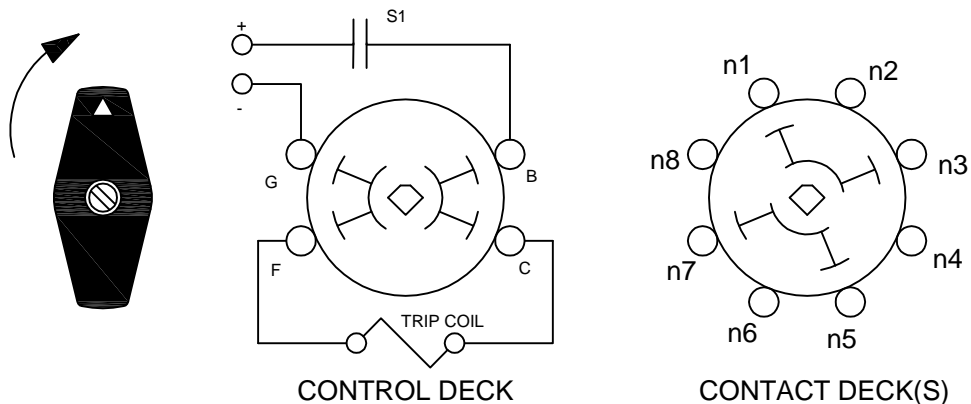 S1
+
-
G
B
F
C
TRIP COIL
CONTROL DECK
n1
n2
n8
n3
n7
n4
n6
n5
CONTACT DECK(S)